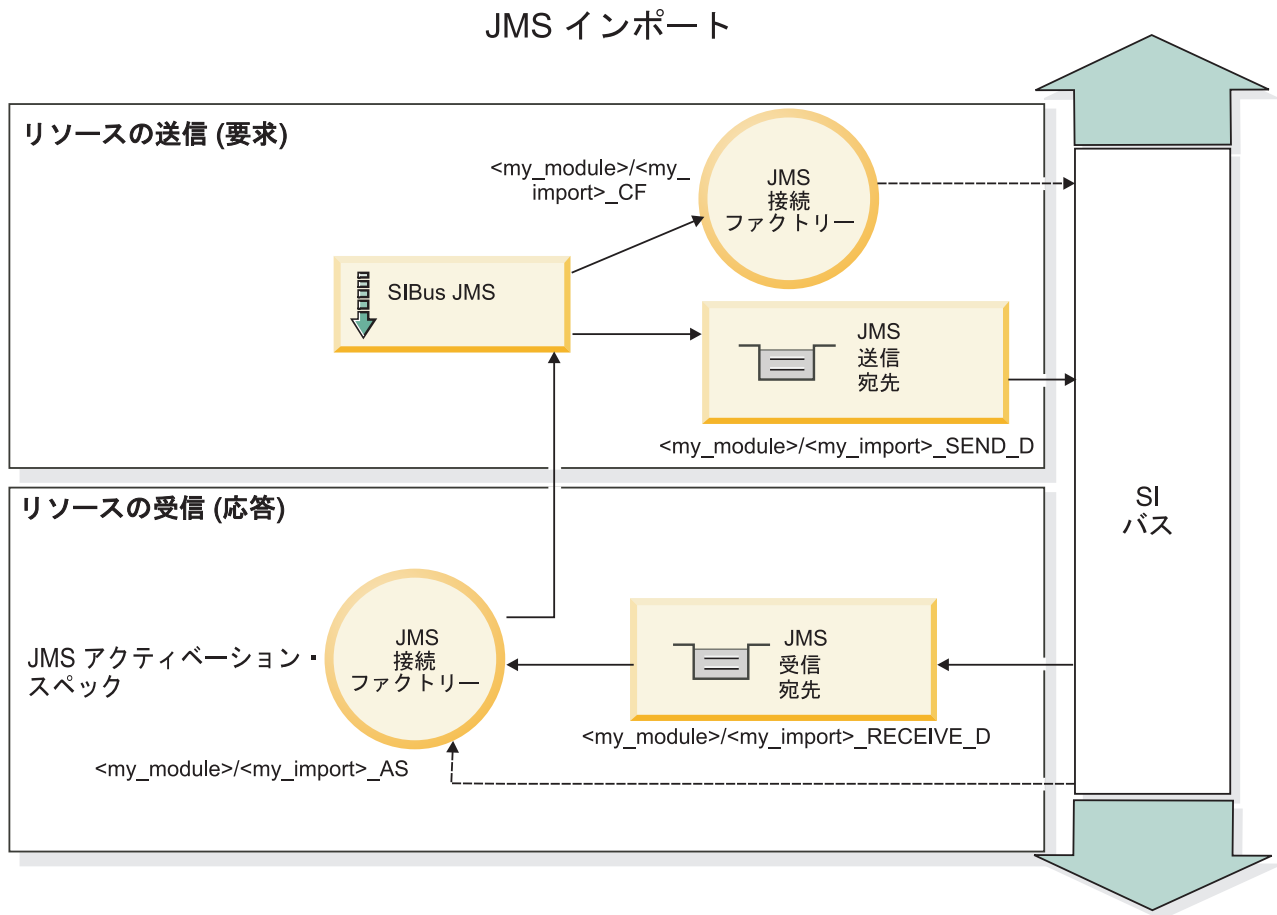 JMS インポート
リソースの送信 (要求)
<my_module>/<my_
import>_CF
JMS
接続
ファクトリー
SIBus JMS
JMS
送信
宛先
<my_module>/<my_import>_SEND_D
SI
バス
リソースの受信 (応答)
JMS アクティベーション・
スペック
JMS
接続
ファクトリー
JMS
受信
宛先
<my_module>/<my_import>_RECEIVE_D
<my_module>/<my_import>_AS